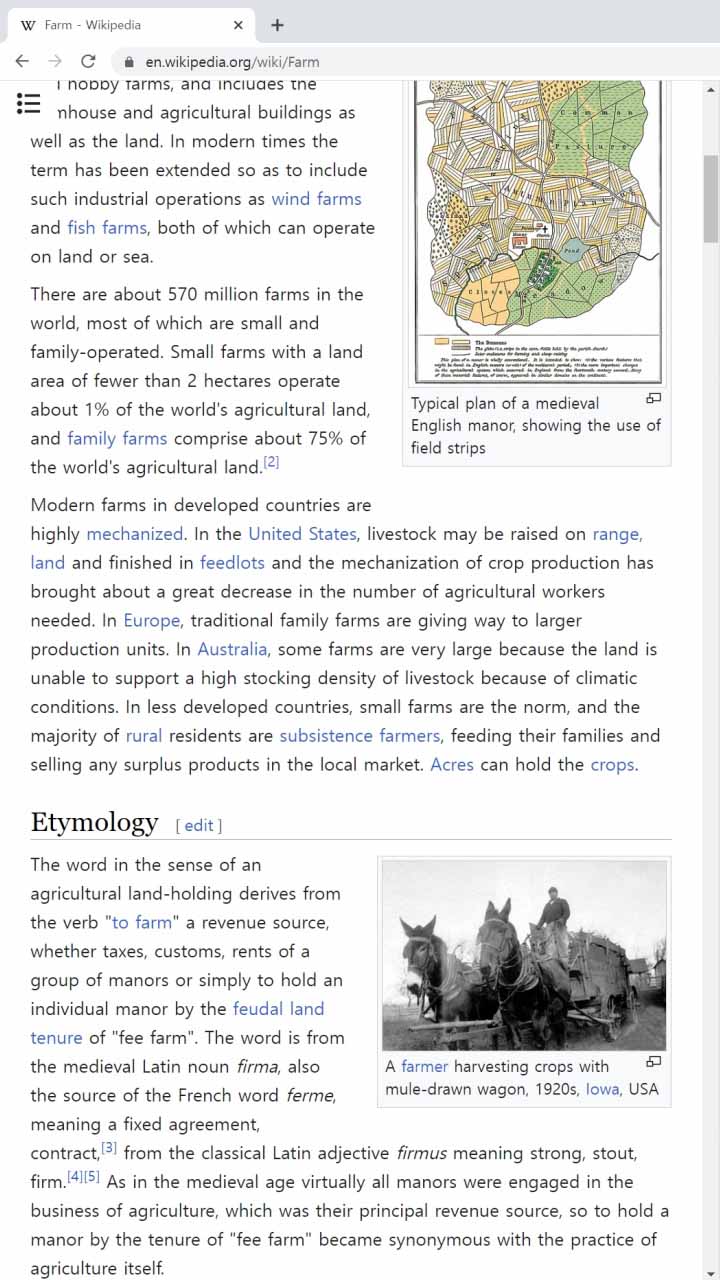 Farm - Wikipedia
en.wikipedia.org/wiki/Farm
hobby farms, and includes the
mhouse and agricultural buildings as
well as the land. In modern times the
term has been extended so as to include
such industrial operations as wind farms
and fish farms, both of which can operate
on land or sea.
There are about 570 million farms in the
world, most of which are small and
family-operated. Small farms with a land
area of fewer than 2 hectares operate
about 1% of the world's agricultural land,
and family farms comprise about 75% of
the world's agricultural land.[2]
Common
Pasture
Pond
Close
The Demesne
Typical plan of a medieval
English manor, showing the use of
field strips
Modern farms in developed countries are
highly mechanized. In the United States, livestock may be raised on range,
land and finished in feedlots and the mechanization of crop production has
brought about a great decrease in the number of agricultural workers
needed. In Europe, traditional family farms are giving way to larger
production units. In Australia, some farms are very large because the land is
unable to support a high stocking density of livestock because of climatic
conditions. In less developed countries, small farms are the norm, and the
majority of rural residents are subsistence farmers, feeding their families and
selling any surplus products in the local market. Acres can hold the crops.
Etymology [ edit ]
The word in the sense of an
agricultural land-holding derives from
the verb "to farm" a revenue source,
whether taxes, customs, rents of a
group of manors or simply to hold an
individual manor by the feudal land
tenure of "fee farm". The word is from
the medieval Latin noun firma, also
the source of the French word ferme,
meaning a fixed agreement,
contract,[3] from the classical Latin adjective firmus meaning strong, stout,
firm.[4][5] As in the medieval age virtually all manors were engaged in the
business of agriculture, which was their principal revenue source, so to hold a
manor by the tenure of "fee farm" became synonymous with the practice of
agriculture itself.
A farmer harvesting crops with
mule-drawn wagon, 1920s, Iowa, USA